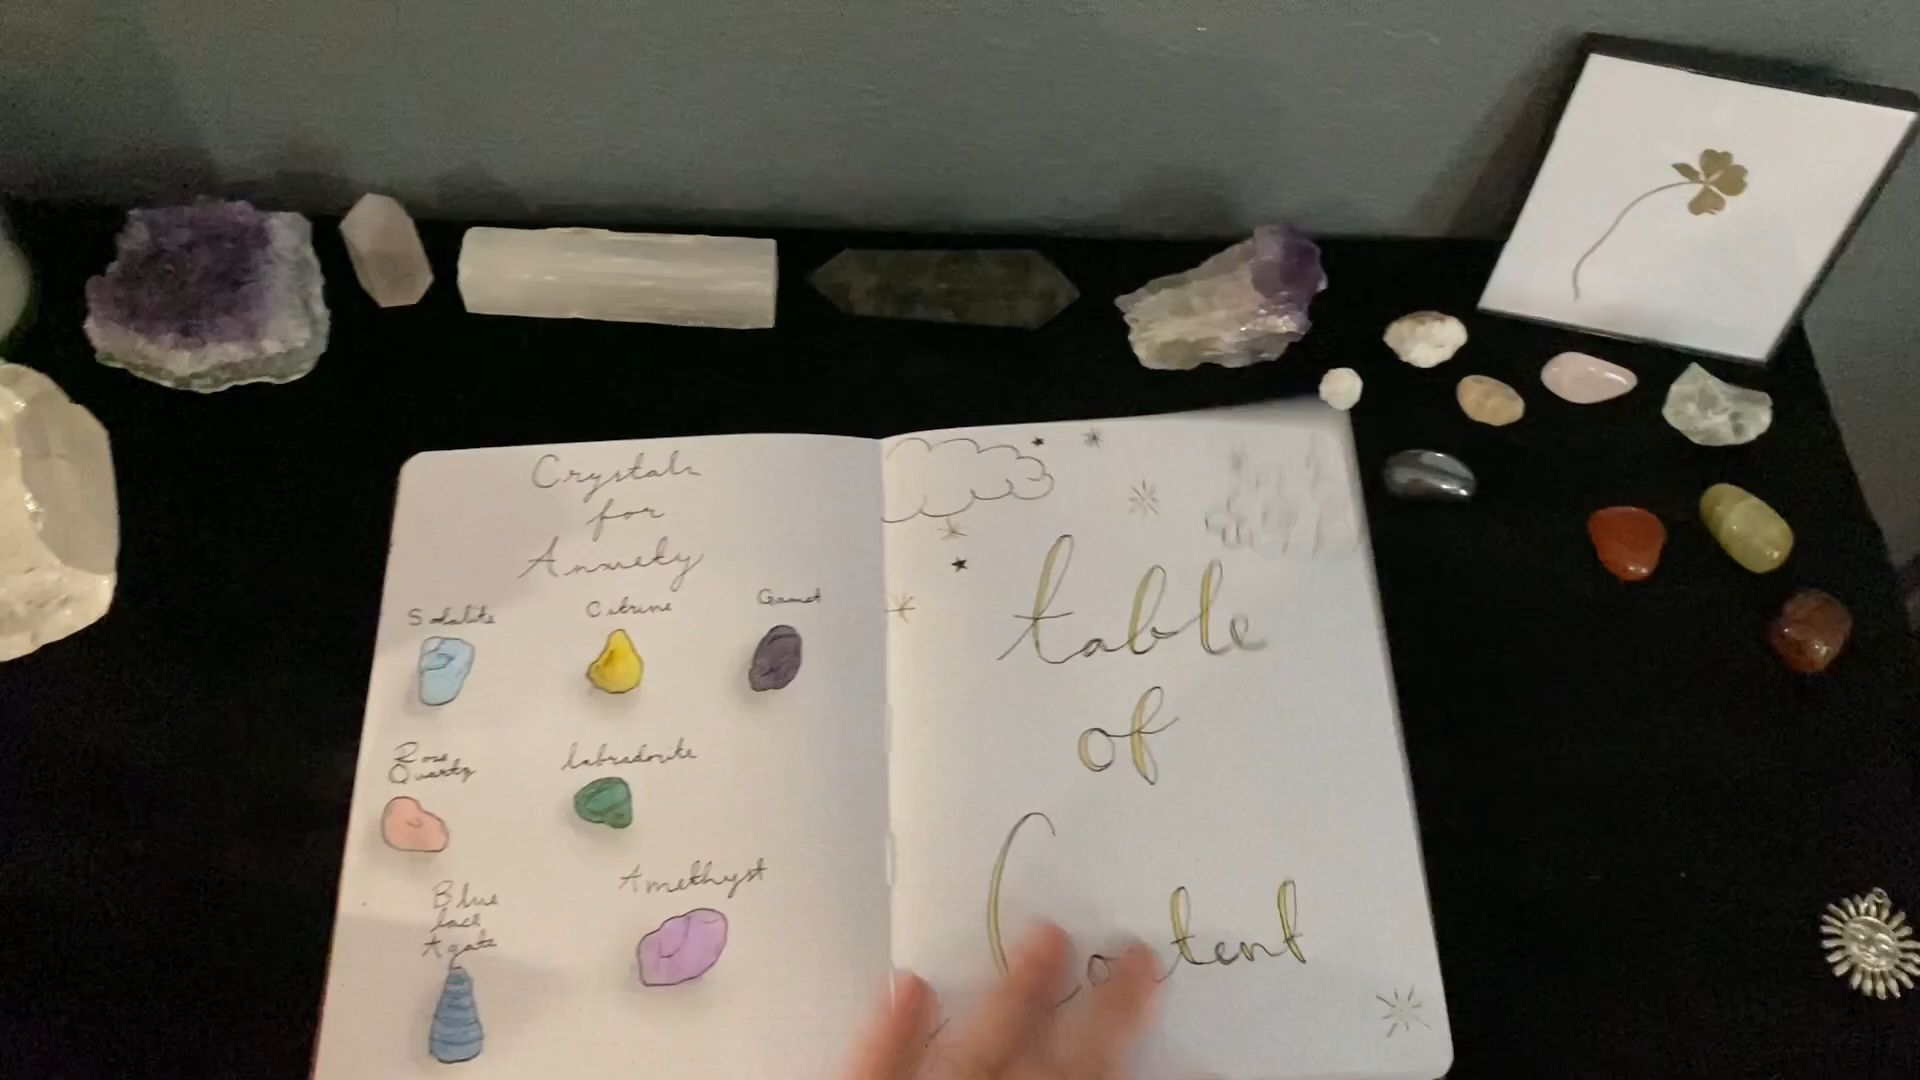 Crystals
for
Anxiety
Sodalite
Citrine
Garnet
Rose
Quartz
labradorite
Blue
lace
Agate
Amethyst
table
of
Content